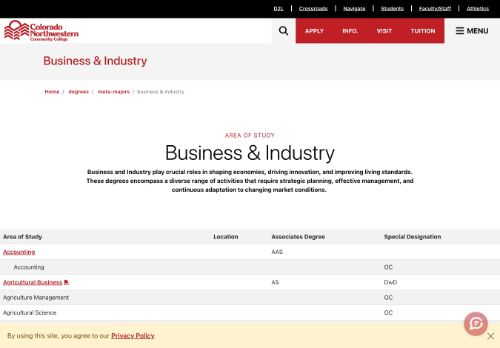 D2L | Crossroads | Navigate | Students | Faculty/Staff | Athletics
Colorado
Northwestern
Community College
APPLY INFO. VISIT TUITION MENU
Business & Industry
Home / degrees / meta-majors / Business & Industry
AREA OF STUDY
Business & Industry
Business and Industry play crucial roles in shaping economies, driving innovation, and improving living standards.
These degrees encompass a diverse range of activities that require strategic planning, effective management, and
continuous adaptation to changing market conditions.
Area of Study Location Associates Degree Special Designation
Accounting AAS
Accounting OC
Agricultural Business AS DwD
Agriculture Management OC
Agricultural Science OC
By using this site, you agree to our Privacy Policy